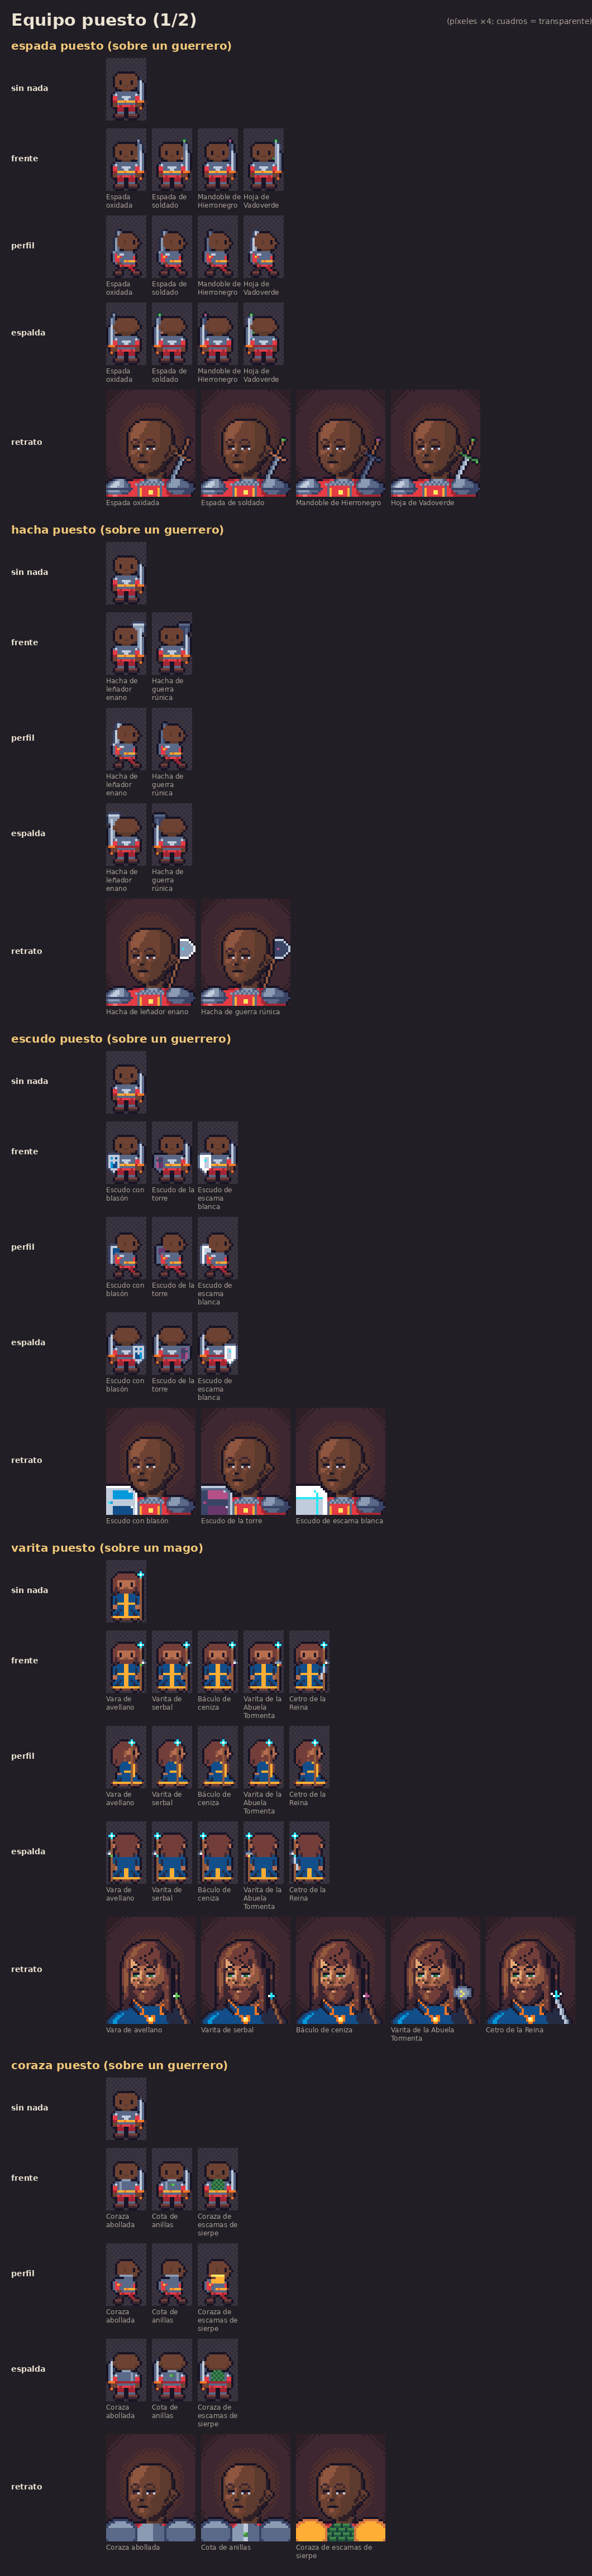 Equipo puesto (1/2)
(píxeles ×4; cuadros = transparente)
espada puesto (sobre un guerrero)
sin nada
frente
Espada oxidada
Espada de soldado
Mandoble de Hierronegro
Hoja de Vadoverde
perfil
Espada oxidada
Espada de soldado
Mandoble de Hierronegro
Hoja de Vadoverde
espalda
Espada oxidada
Espada de soldado
Mandoble de Hierronegro
Hoja de Vadoverde
retrato
Espada oxidada
Espada de soldado
Mandoble de Hierronegro
Hoja de Vadoverde
hacha puesto (sobre un guerrero)
sin nada
frente
Hacha de leñador enano
Hacha de guerra rúnica
perfil
Hacha de leñador enano
Hacha de guerra rúnica
espalda
Hacha de leñador enano
Hacha de guerra rúnica
retrato
Hacha de leñador enano
Hacha de guerra rúnica
escudo puesto (sobre un guerrero)
sin nada
frente
Escudo con blasón
Escudo de la torre
Escudo de escama blanca
perfil
Escudo con blasón
Escudo de la torre
Escudo de escama blanca
espalda
Escudo con blasón
Escudo de la torre
Escudo de escama blanca
retrato
Escudo con blasón
Escudo de la torre
Escudo de escama blanca
varita puesto (sobre un mago)
sin nada
frente
Vara de avellano
Varita de serbal
Báculo de ceniza
Varita de la Abuela Tormenta
Cetro de la Reina
perfil
Vara de avellano
Varita de serbal
Báculo de ceniza
Varita de la Abuela Tormenta
Cetro de la Reina
espalda
Vara de avellano
Varita de serbal
Báculo de ceniza
Varita de la Abuela Tormenta
Cetro de la Reina
retrato
Vara de avellano
Varita de serbal
Báculo de ceniza
Varita de la Abuela Tormenta
Cetro de la Reina
coraza puesto (sobre un guerrero)
sin nada
frente
Coraza abollada
Cota de anillas
Coraza de escamas de sierpe
perfil
Coraza abollada
Cota de anillas
Coraza de escamas de sierpe
espalda
Coraza abollada
Cota de anillas
Coraza de escamas de sierpe
retrato
Coraza abollada
Cota de anillas
Coraza de escamas de sierpe